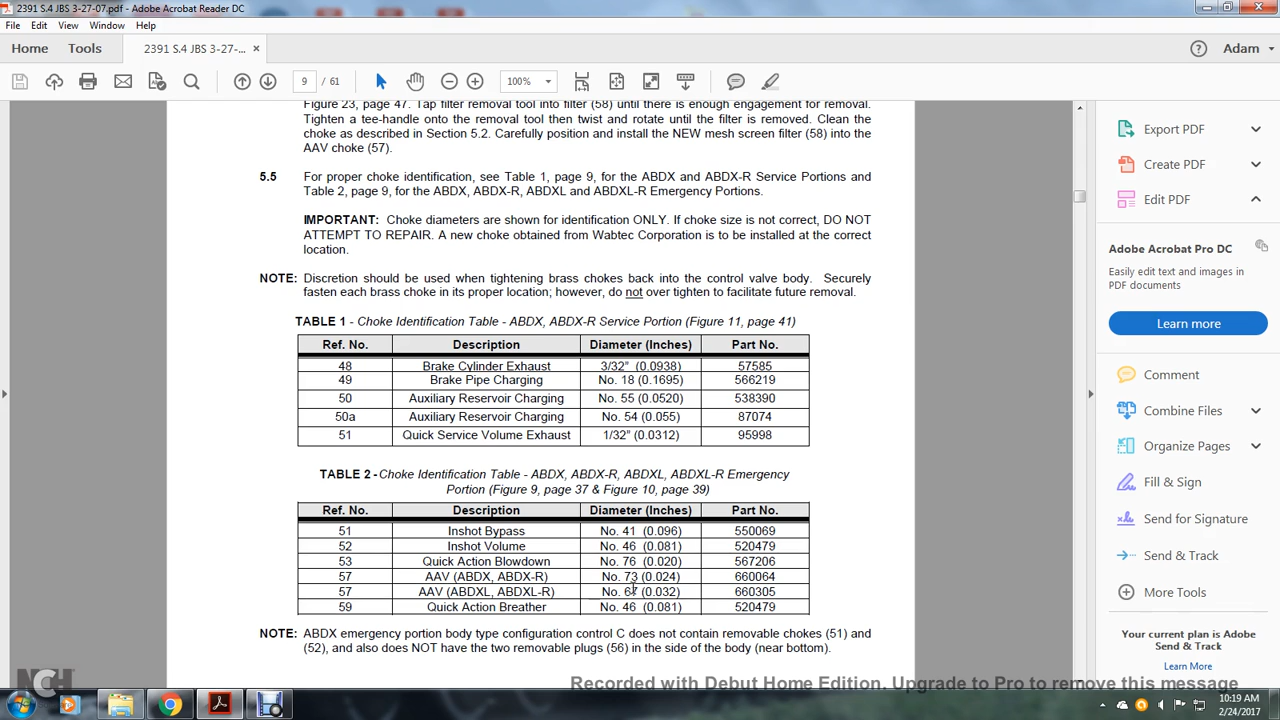 2391 S.4 JBS 3-27-07.pdf - Adobe Acrobat Reader DC
File Edit View Window Help
Home Tools 2391 S.4 JBS 3-27-... × Adam
9 / 61 100%
Figure 23, page 47. Tap filter removal tool into filter (58) until there is enough engagement for removal.
Tighten a tee-handle onto the removal tool then twist and rotate until the filter is removed. Clean the
choke as described in Section 5.2. Carefully position and install the NEW mesh screen filter (58) into the
AAV choke (57).
5.5 For proper choke identification, see Table 1, page 9, for the ABDX and ABDX-R Service Portions and
Table 2, page 9, for the ABDX, ABDX-R, ABDXL and ABDXL-R Emergency Portions.
IMPORTANT: Choke diameters are shown for identification ONLY. If choke size is not correct, DO NOT
ATTEMPT TO REPAIR. A new choke obtained from Wabtec Corporation is to be installed at the correct
location.
NOTE: Discretion should be used when tightening brass chokes back into the control valve body. Securely
fasten each brass choke in its proper location; however, do not over tighten to facilitate future removal.
TABLE 1 - Choke Identification Table - ABDX, ABDX-R Service Portion (Figure 11, page 41)
Ref. No. Description Diameter (Inches) Part No.
48 Brake Cylinder Exhaust 3/32" (0.0938) 57585
49 Brake Pipe Charging No. 18 (0.1695) 566219
50 Auxiliary Reservoir Charging No. 55 (0.0520) 538390
50a Auxiliary Reservoir Charging No. 54 (0.055) 87074
51 Quick Service Volume Exhaust 1/32" (0.0312) 95998
TABLE 2 - Choke Identification Table - ABDX, ABDX-R, ABDXL, ABDXL-R Emergency
Portion (Figure 9, page 37 & Figure 10, page 39)
Ref. No. Description Diameter (Inches) Part No.
51 Inshot Bypass No. 41 (0.096) 550069
52 Inshot Volume No. 46 (0.081) 520479
53 Quick Action Blowdown No. 76 (0.020) 567206
57 AAV (ABDX, ABDX-R) No. 73 (0.024) 660064
57 AAV (ABDXL, ABDXL-R) No. (0.032) 660305
59 Quick Action Breather No. 46 (0.081) 520479
NOTE: ABDX emergency portion body type configuration control C does not contain removable chokes (51) and
(52), and also does NOT have the two removable plugs (56) in the side of the body (near bottom).
Export PDF
Create PDF
Edit PDF
Adobe Acrobat Pro DC
Easily edit text and images in
PDF documents
Learn more
Comment
Combine Files
Organize Pages
Fill & Sign
Send for Signature
Send & Track
More Tools
Your current plan is Adobe
Send & Track
Learn More
NCH
Recorded with Debut Home Edition. Upgrade to Pro to remove this message
10:19 AM
2/24/2017